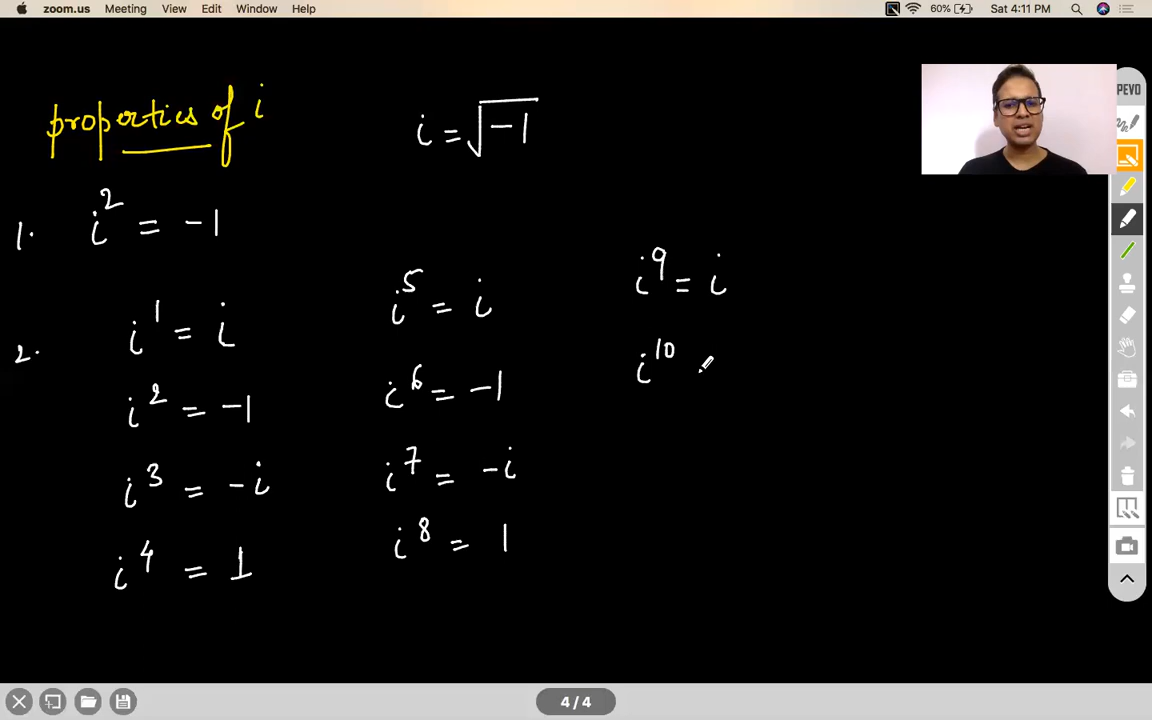 zoom.us Meeting View Edit Window Help 60% Sat 4:11 PM
properties of i
i = √-1
1. i² = -1
2. i¹ = i
i² = -1
i³ = -i
i⁴ = 1
i⁵ = i
i⁶ = -1
i⁷ = -i
i⁸ = 1
i⁹ = i
i¹⁰
PEVO
4/4